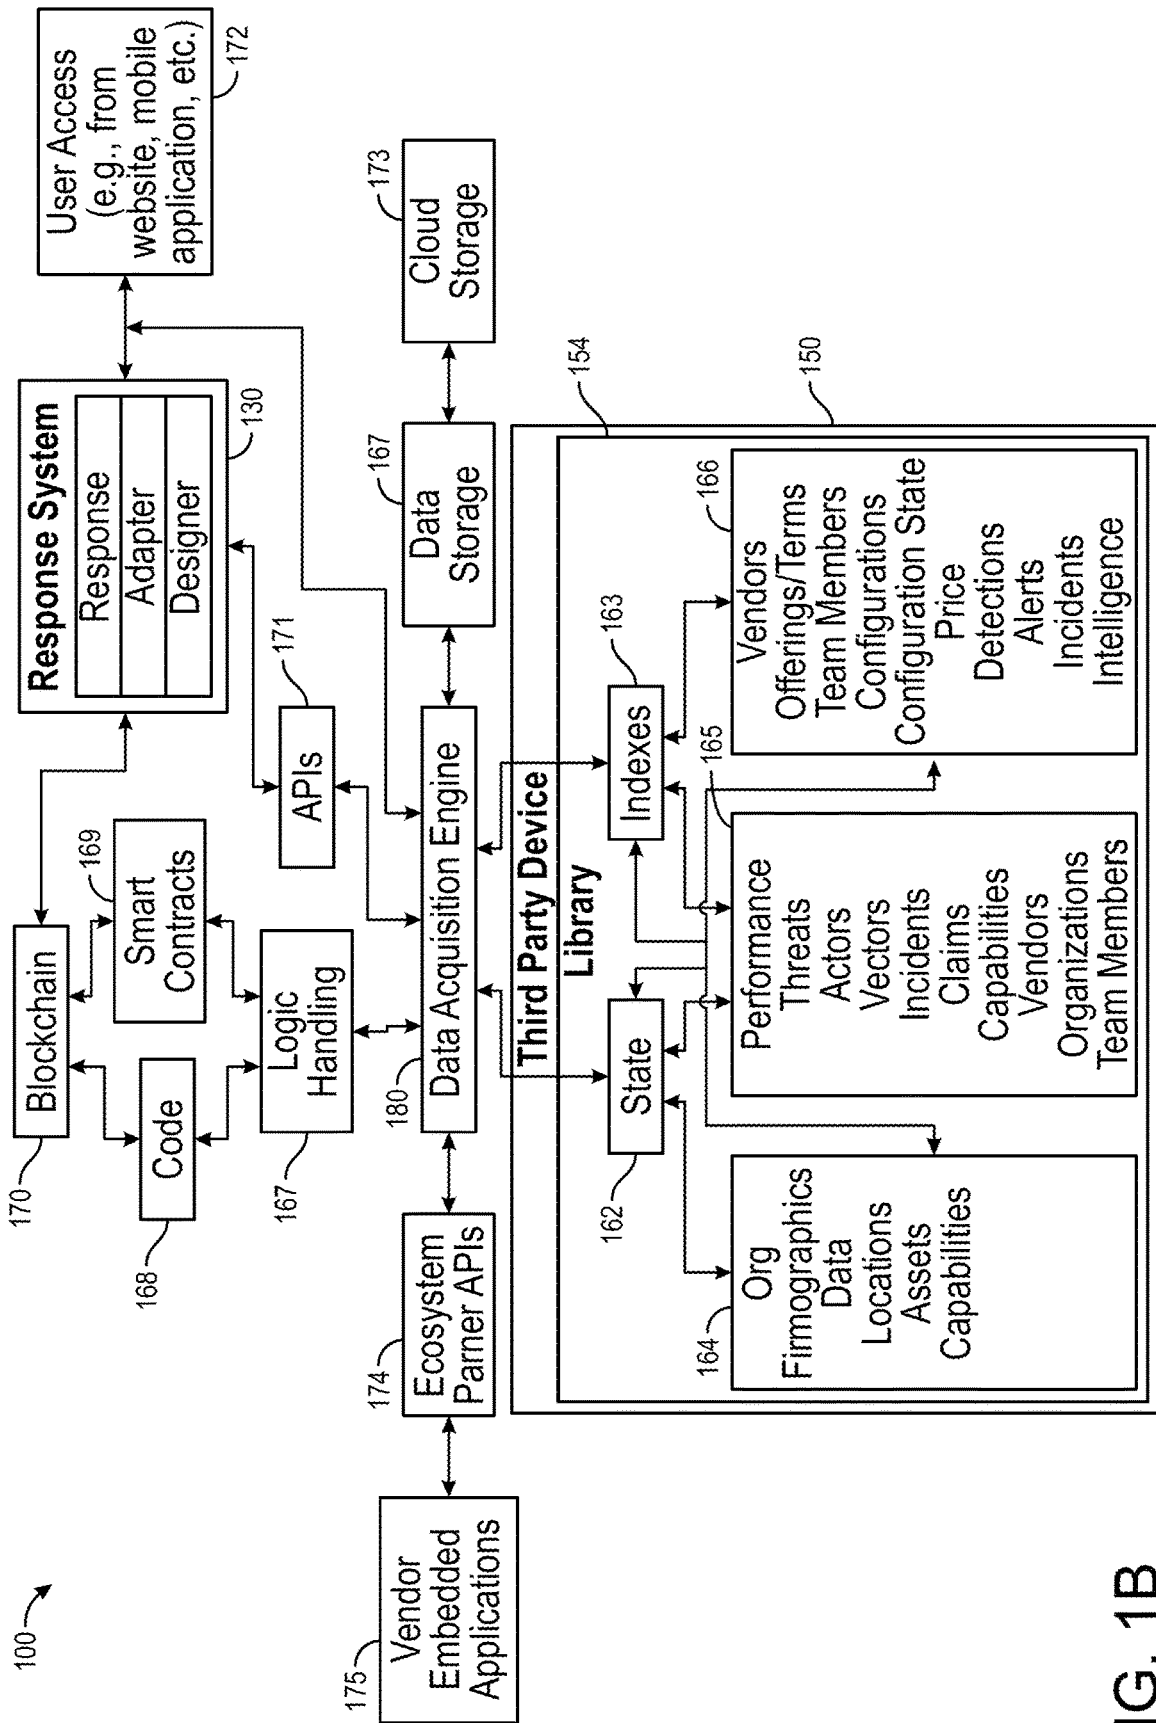 100
170
Blockchain
168
Code
169
Smart
Contracts
167
Logic
Handling
171
APIs
Response System
Response
Adapter
Designer
130
User Access
(e.g., from
website, mobile
application, etc.)
172
175
Vendor
Embedded
Applications
174
Ecosystem
Parner APIs
180
Data Acquisition Engine
167
Data
Storage
173
Cloud
Storage
Third Party Device
150
Library
154
162
State
163
Indexes
164
Org
Firmographics
Data
Locations
Assets
Capabilities
165
Performance
Threats
Actors
Vectors
Incidents
Claims
Capabilities
Vendors
Organizations
Team Members
166
Vendors
Offerings/Terms
Team Members
Configurations
Configuration State
Price
Detections
Alerts
Incidents
Intelligence
IG. 1B